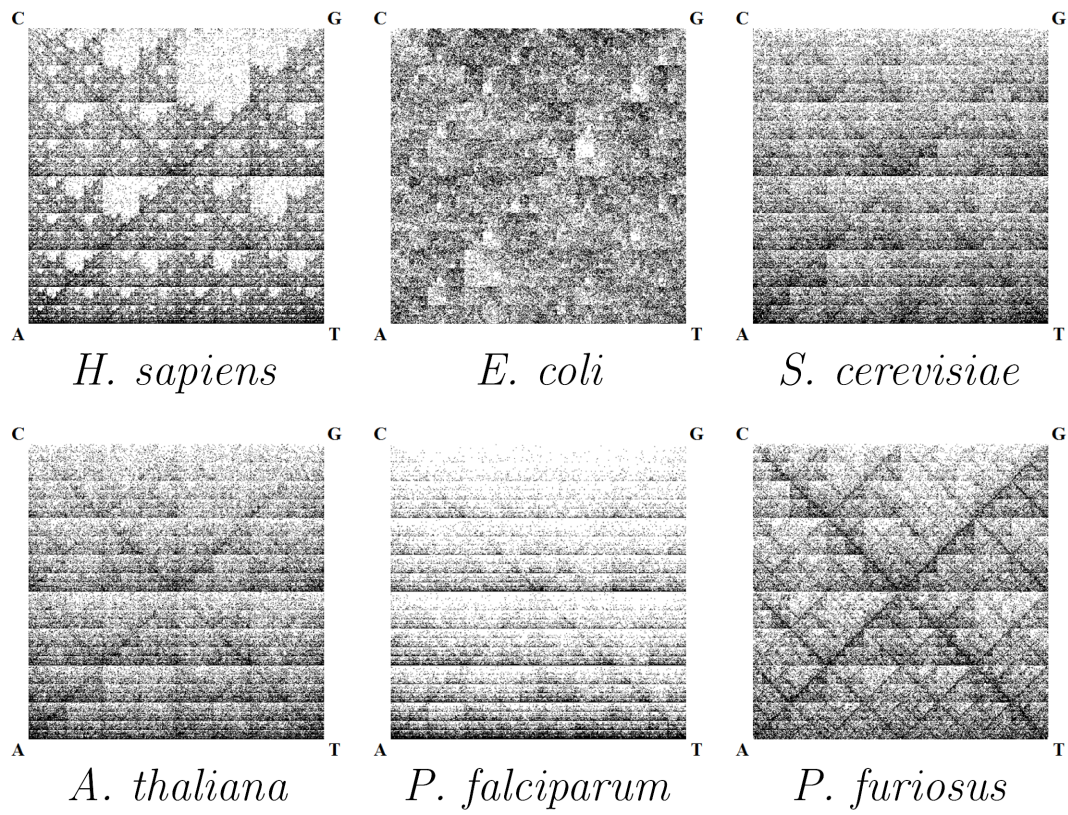 C G C G C G
A T A T A T
H. sapiens E. coli S. cerevisiae
C G C G C G
A T A T A T
A. thaliana P. falciparum P. furiosus